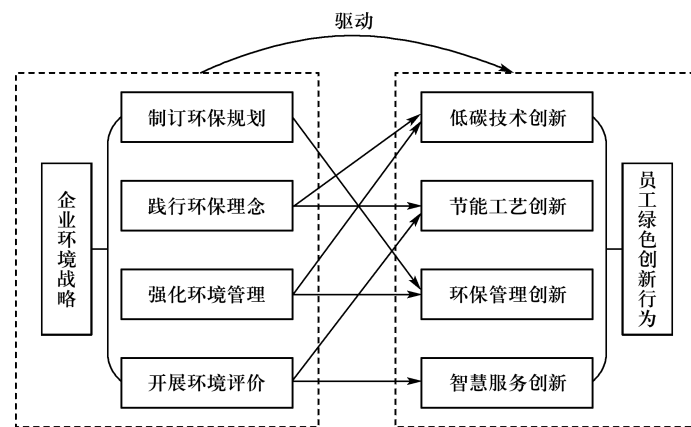 驱动
企业环境战略
制订环保规划
践行环保理念
强化环境管理
开展环境评价
低碳技术创新
节能工艺创新
环保管理创新
智慧服务创新
员工绿色创新行为